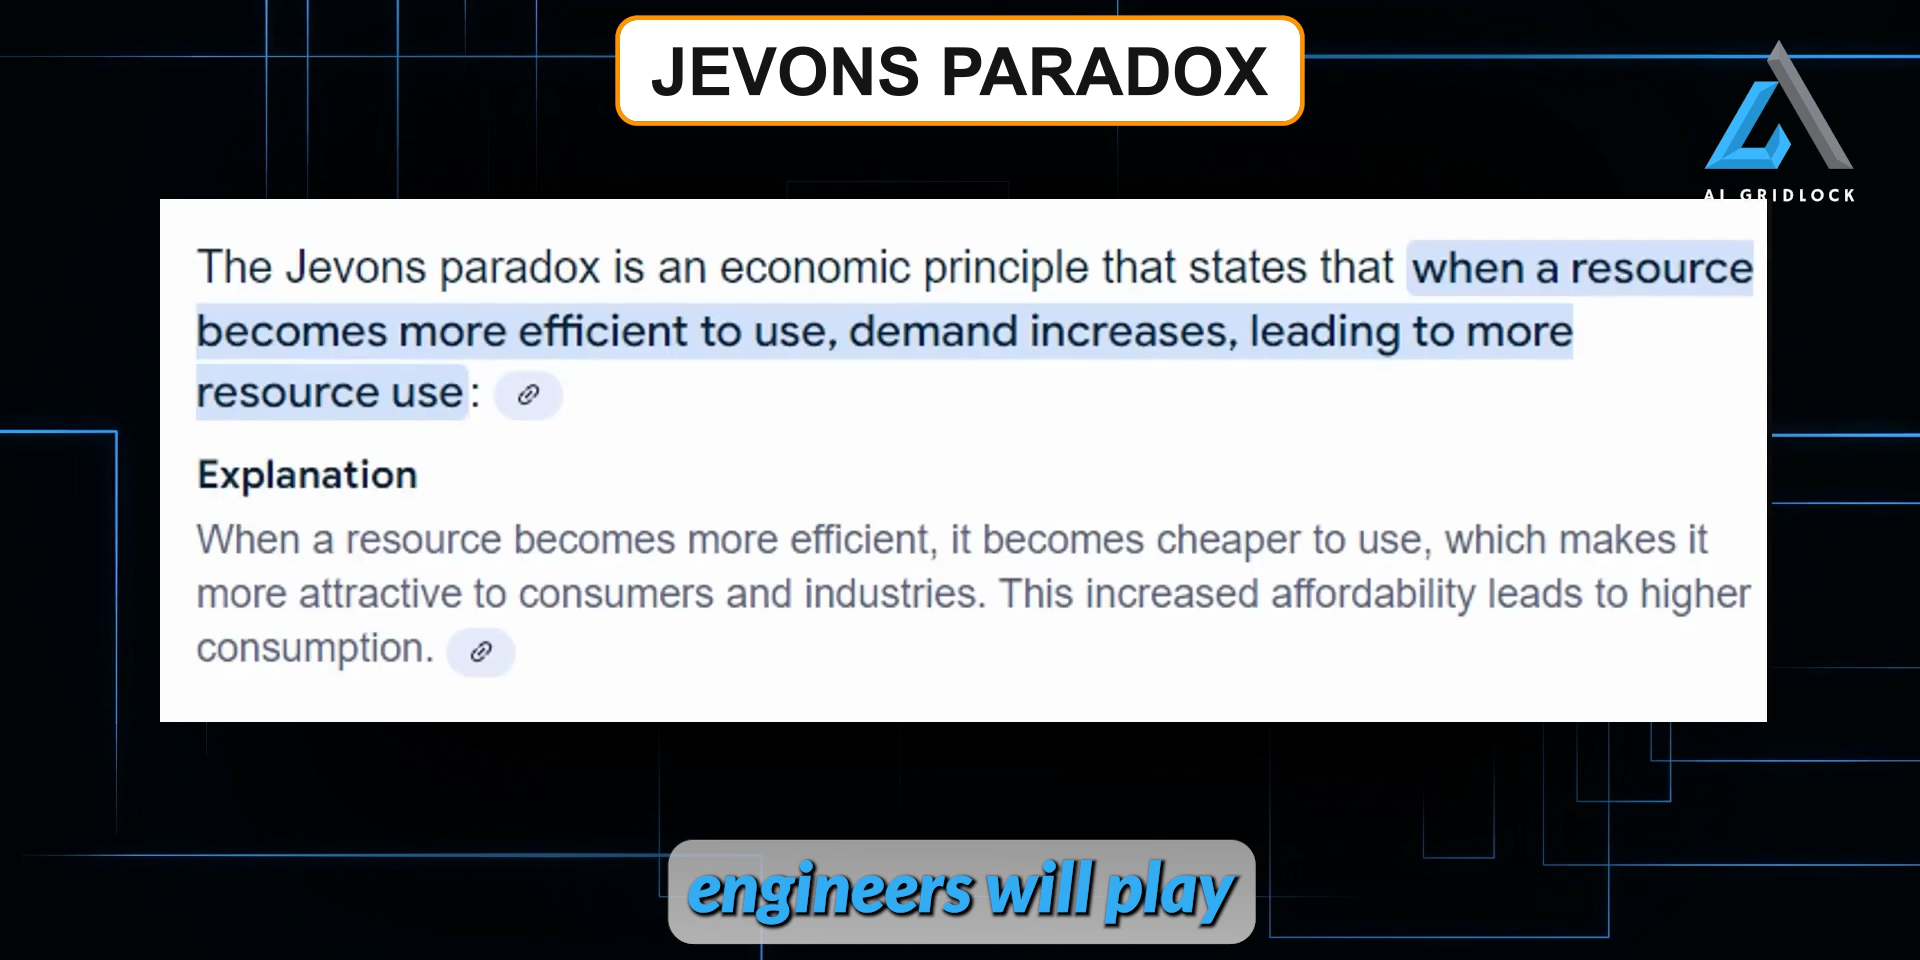 JEVONS PARADOX
AI GRIDLOCK
The Jevons paradox is an economic principle that states that when a resource
becomes more efficient to use, demand increases, leading to more
resource use:
Explanation
When a resource becomes more efficient, it becomes cheaper to use, which makes it
more attractive to consumers and industries. This increased affordability leads to higher
consumption.
engineers will play